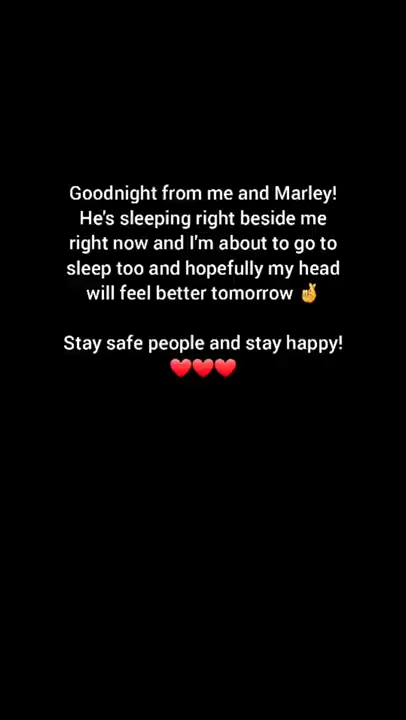 Goodnight from me and Marley!
He's sleeping right beside me
right now and I'm about to go to
sleep too and hopefully my head
will feel better tomorrow 🤞
Stay safe people and stay happy!
❤️❤️❤️